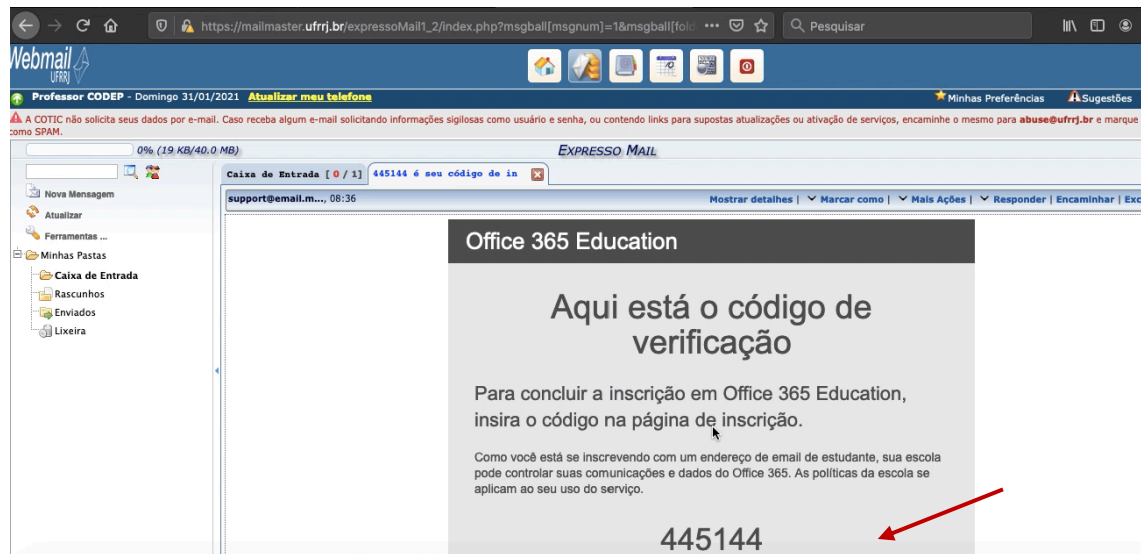 https://mailmaster.ufrrj.br/expressoMail1_2/index.php?msgball[msgnum]=1&msgball[fold
Pesquisar
Webmail
UFRRJ
Professor CODEP - Domingo 31/01/2021 Atualizar meu telefone
Minhas Preferências
Sugestões
A COTIC não solicita seus dados por e-mail. Caso receba algum e-mail solicitando informações sigilosas como usuário e senha, ou contendo links para supostas atualizações ou ativação de serviços, encaminhe o mesmo para abuse@ufrrj.br e marque
como SPAM.
0% (19 KB/40.0 MB)
EXPRESSO MAIL
Caixa de Entrada [ 0 / 1]
445144 é seu código de in
Nova Mensagem
Atualizar
Ferramentas ...
Minhas Pastas
Caixa de Entrada
Rascunhos
Enviados
Lixeira
support@email.m..., 08:36
Mostrar detalhes | Marcar como | Mais Ações | Responder | Encaminhar | Exc
Office 365 Education
Aqui está o código de
verificação
Para concluir a inscrição em Office 365 Education,
insira o código na página de inscrição.
Como você está se inscrevendo com um endereço de email de estudante, sua escola
pode controlar suas comunicações e dados do Office 365. As políticas da escola se
aplicam ao seu uso do serviço.
445144